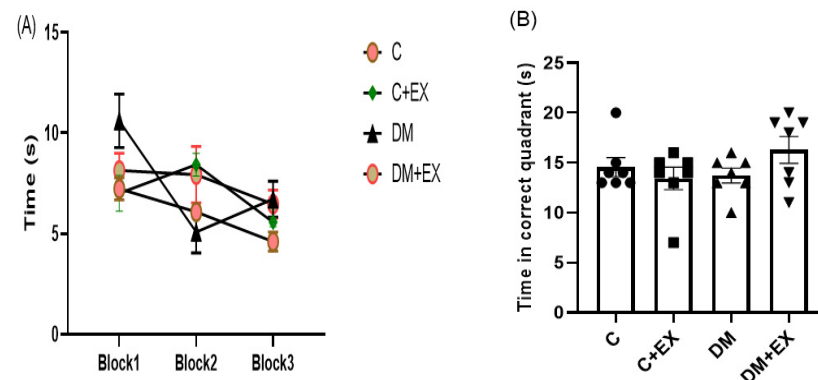 (A)
Time (s)
15
10
5
0
Block1 Block2 Block3
C
C+EX
DM
DM+EX
(B)
Time in correct quadrant (s)
25
20
15
10
5
0
C C+EX DM DM+EX